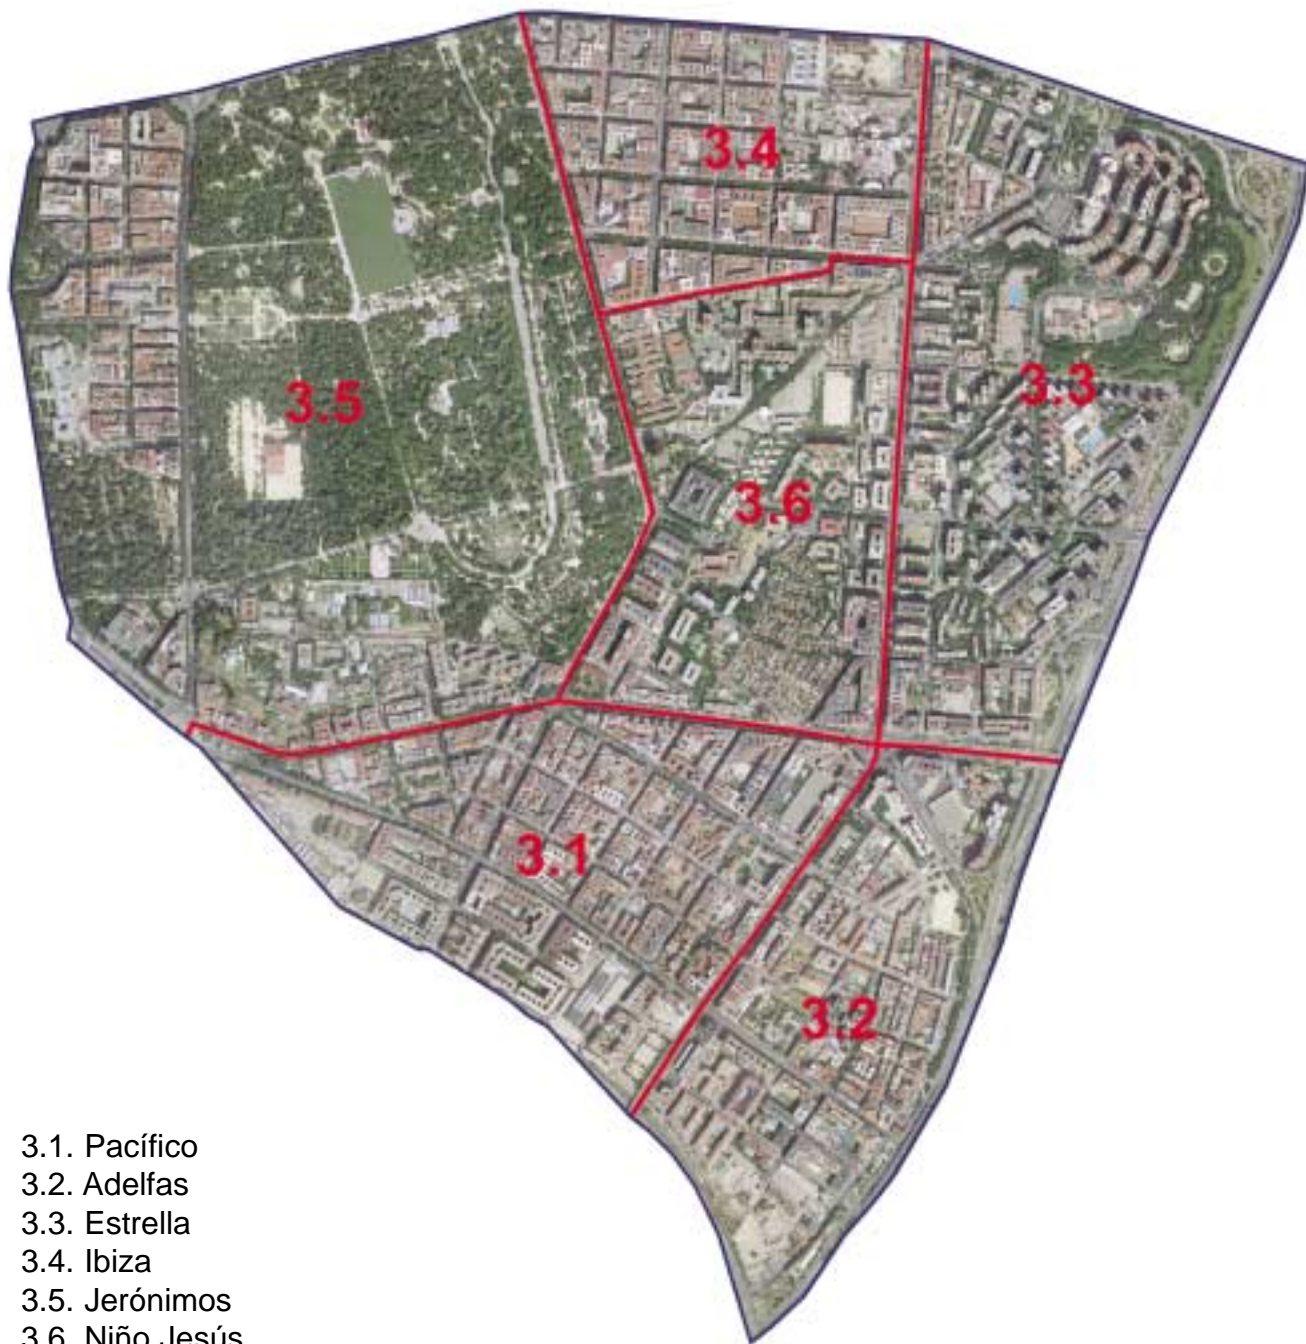 3.4
3.3
3.5
3.6
3.1
3.2
3.1. Pacífico
3.2. Adelfas
3.3. Estrella
3.4. Ibiza
3.5. Jerónimos
3.6. Niño Jesús